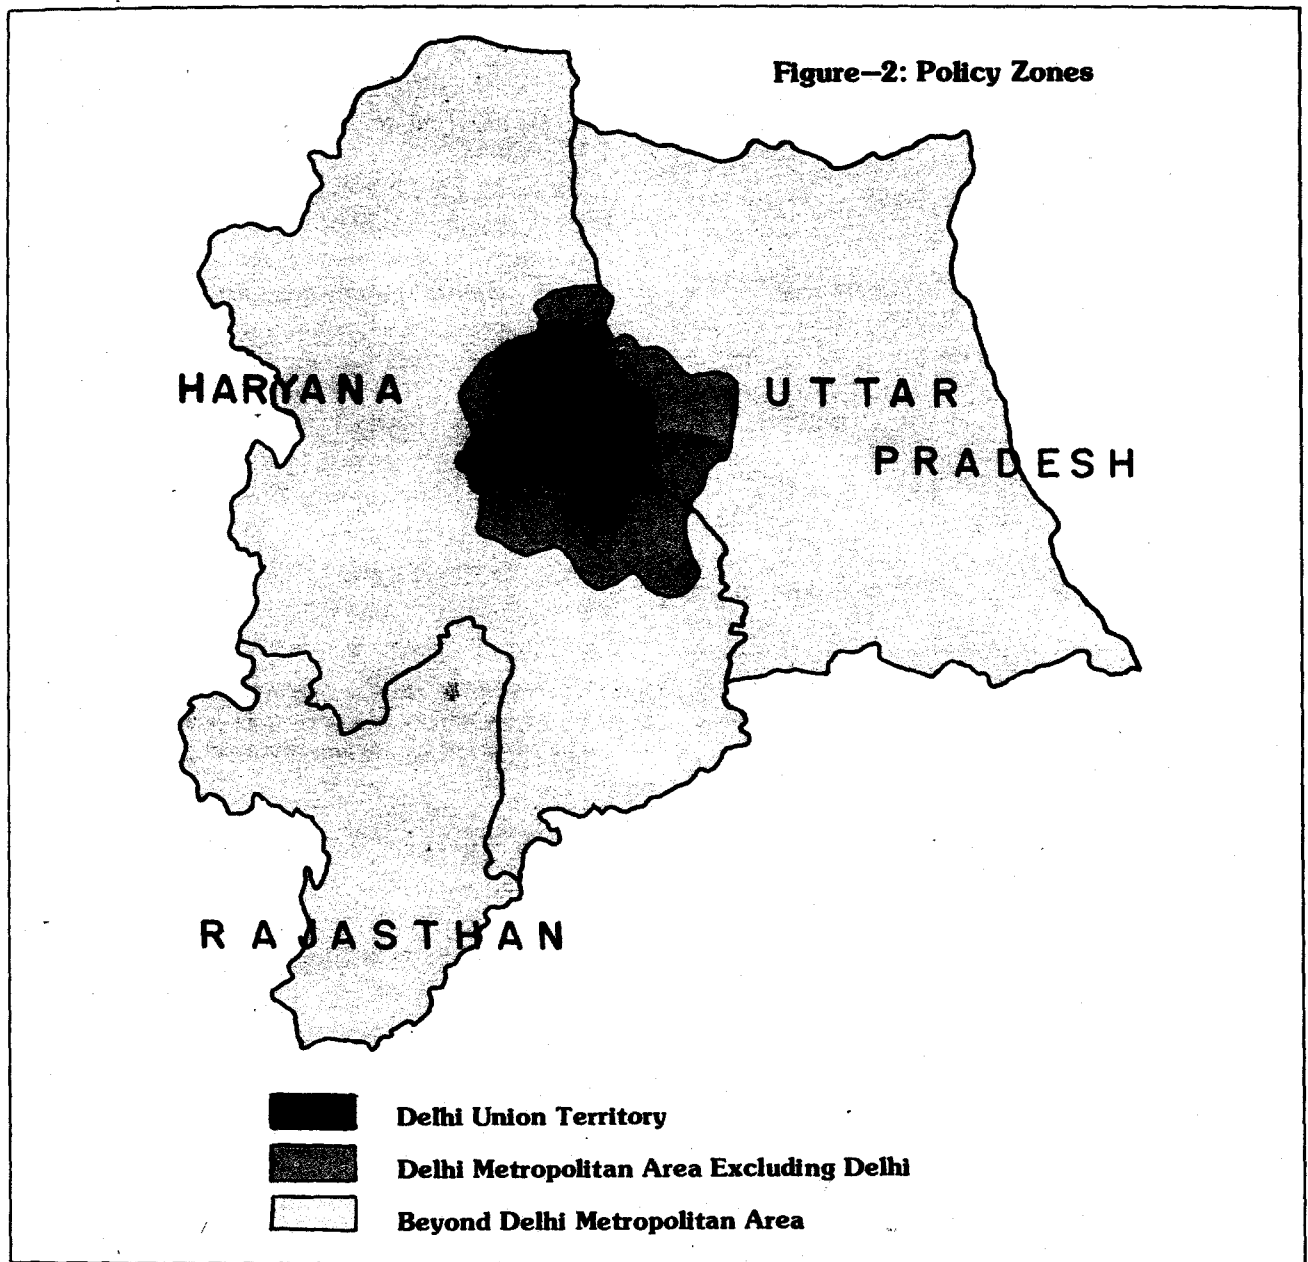 Figure—2: Policy Zones
HARYANA
UTTAR
PRADESH
RAJASTHAN
Delhi Union Territory
Delhi Metropolitan Area Excluding Delhi
Beyond Delhi Metropolitan Area